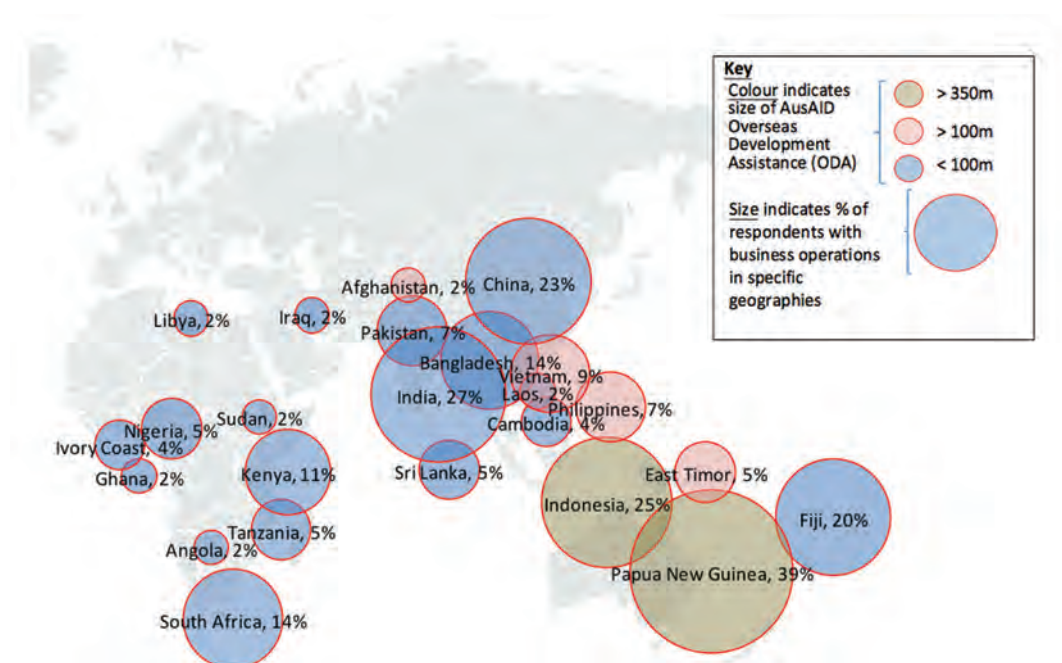 Key
Colour indicates
size of AusAID
Overseas
Development
Assistance (ODA)
> 350m
> 100m
< 100m
Size indicates % of
respondents with
business operations
in specific
geographies
Afghanistan, 2%
China, 23%
Libya, 2%
Iraq, 2%
Pakistan, 7%
Bangladesh, 14%
Vietnam, 9%
India, 27%
Laos, 2%
Philippines, 7%
Sudan, 2%
Cambodia, 4%
Nigeria, 5%
Ivory Coast, 4%
Ghana, 2%
Kenya, 11%
Sri Lanka, 5%
East Timor, 5%
Indonesia, 25%
Fiji, 20%
Tanzania, 5%
Angola, 2%
Papua New Guinea, 39%
South Africa, 14%